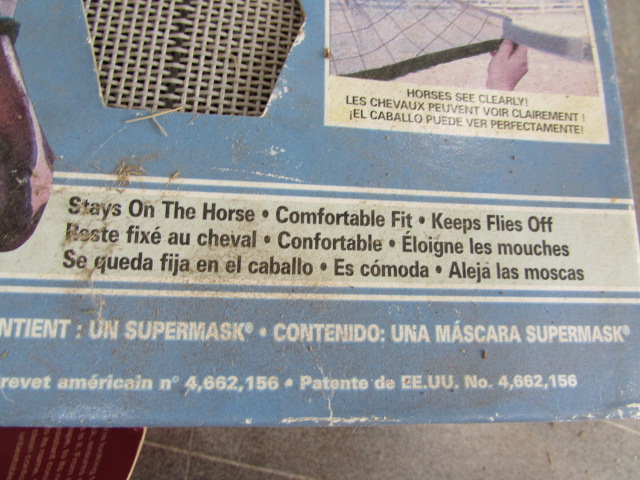 HORSES SEE CLEARLY!
LES CHEVAUX PEUVENT VOIR CLAIREMENT !
¡EL CABALLO PUEDE VER PERFECTAMENTE!
Stays On The Horse • Comfortable Fit • Keeps Flies Off
Reste fixé au cheval • Confortable • Éloigne les mouches
Se queda fija en el caballo • Es cómoda • Aleja las moscas
NTIENT : UN SUPERMASK® • CONTENIDO: UNA MÁSCARA SUPERMASK®
revet américain n° 4,662,156 • Patente de EE.UU. No. 4,662,156